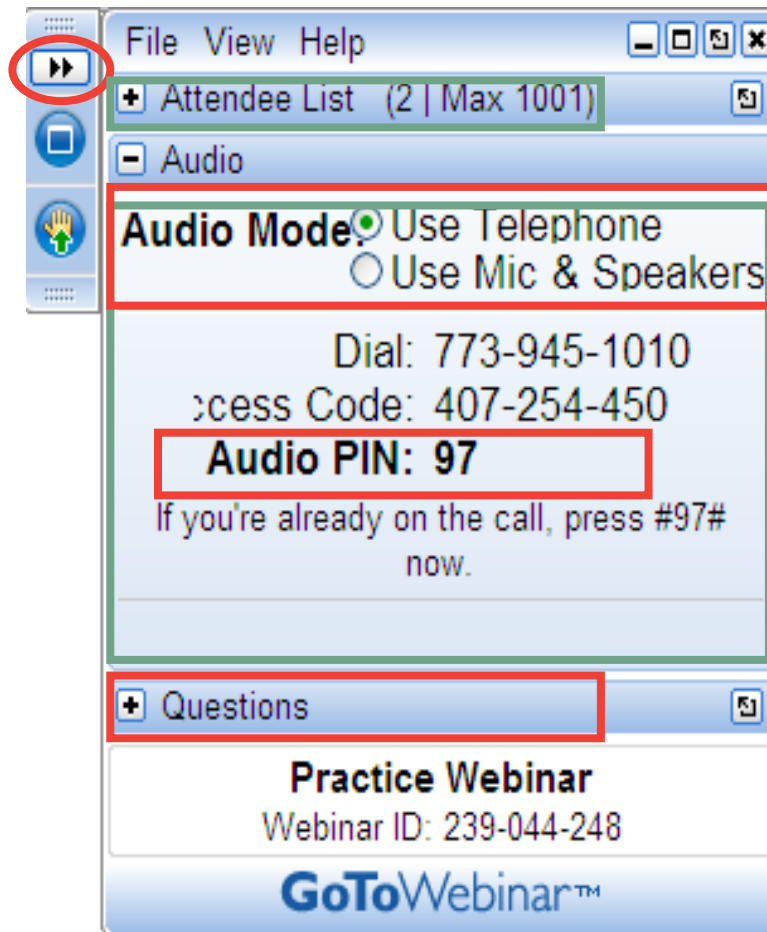 File View Help
Attendee List (2 | Max 1001)
Audio
Audio Mode: Use Telephone
Use Mic & Speakers
Dial: 773-945-1010
ccess Code: 407-254-450
Audio PIN: 97
If you're already on the call, press #97#
now.
Questions
Practice Webinar
Webinar ID: 239-044-248
GoToWebinar™